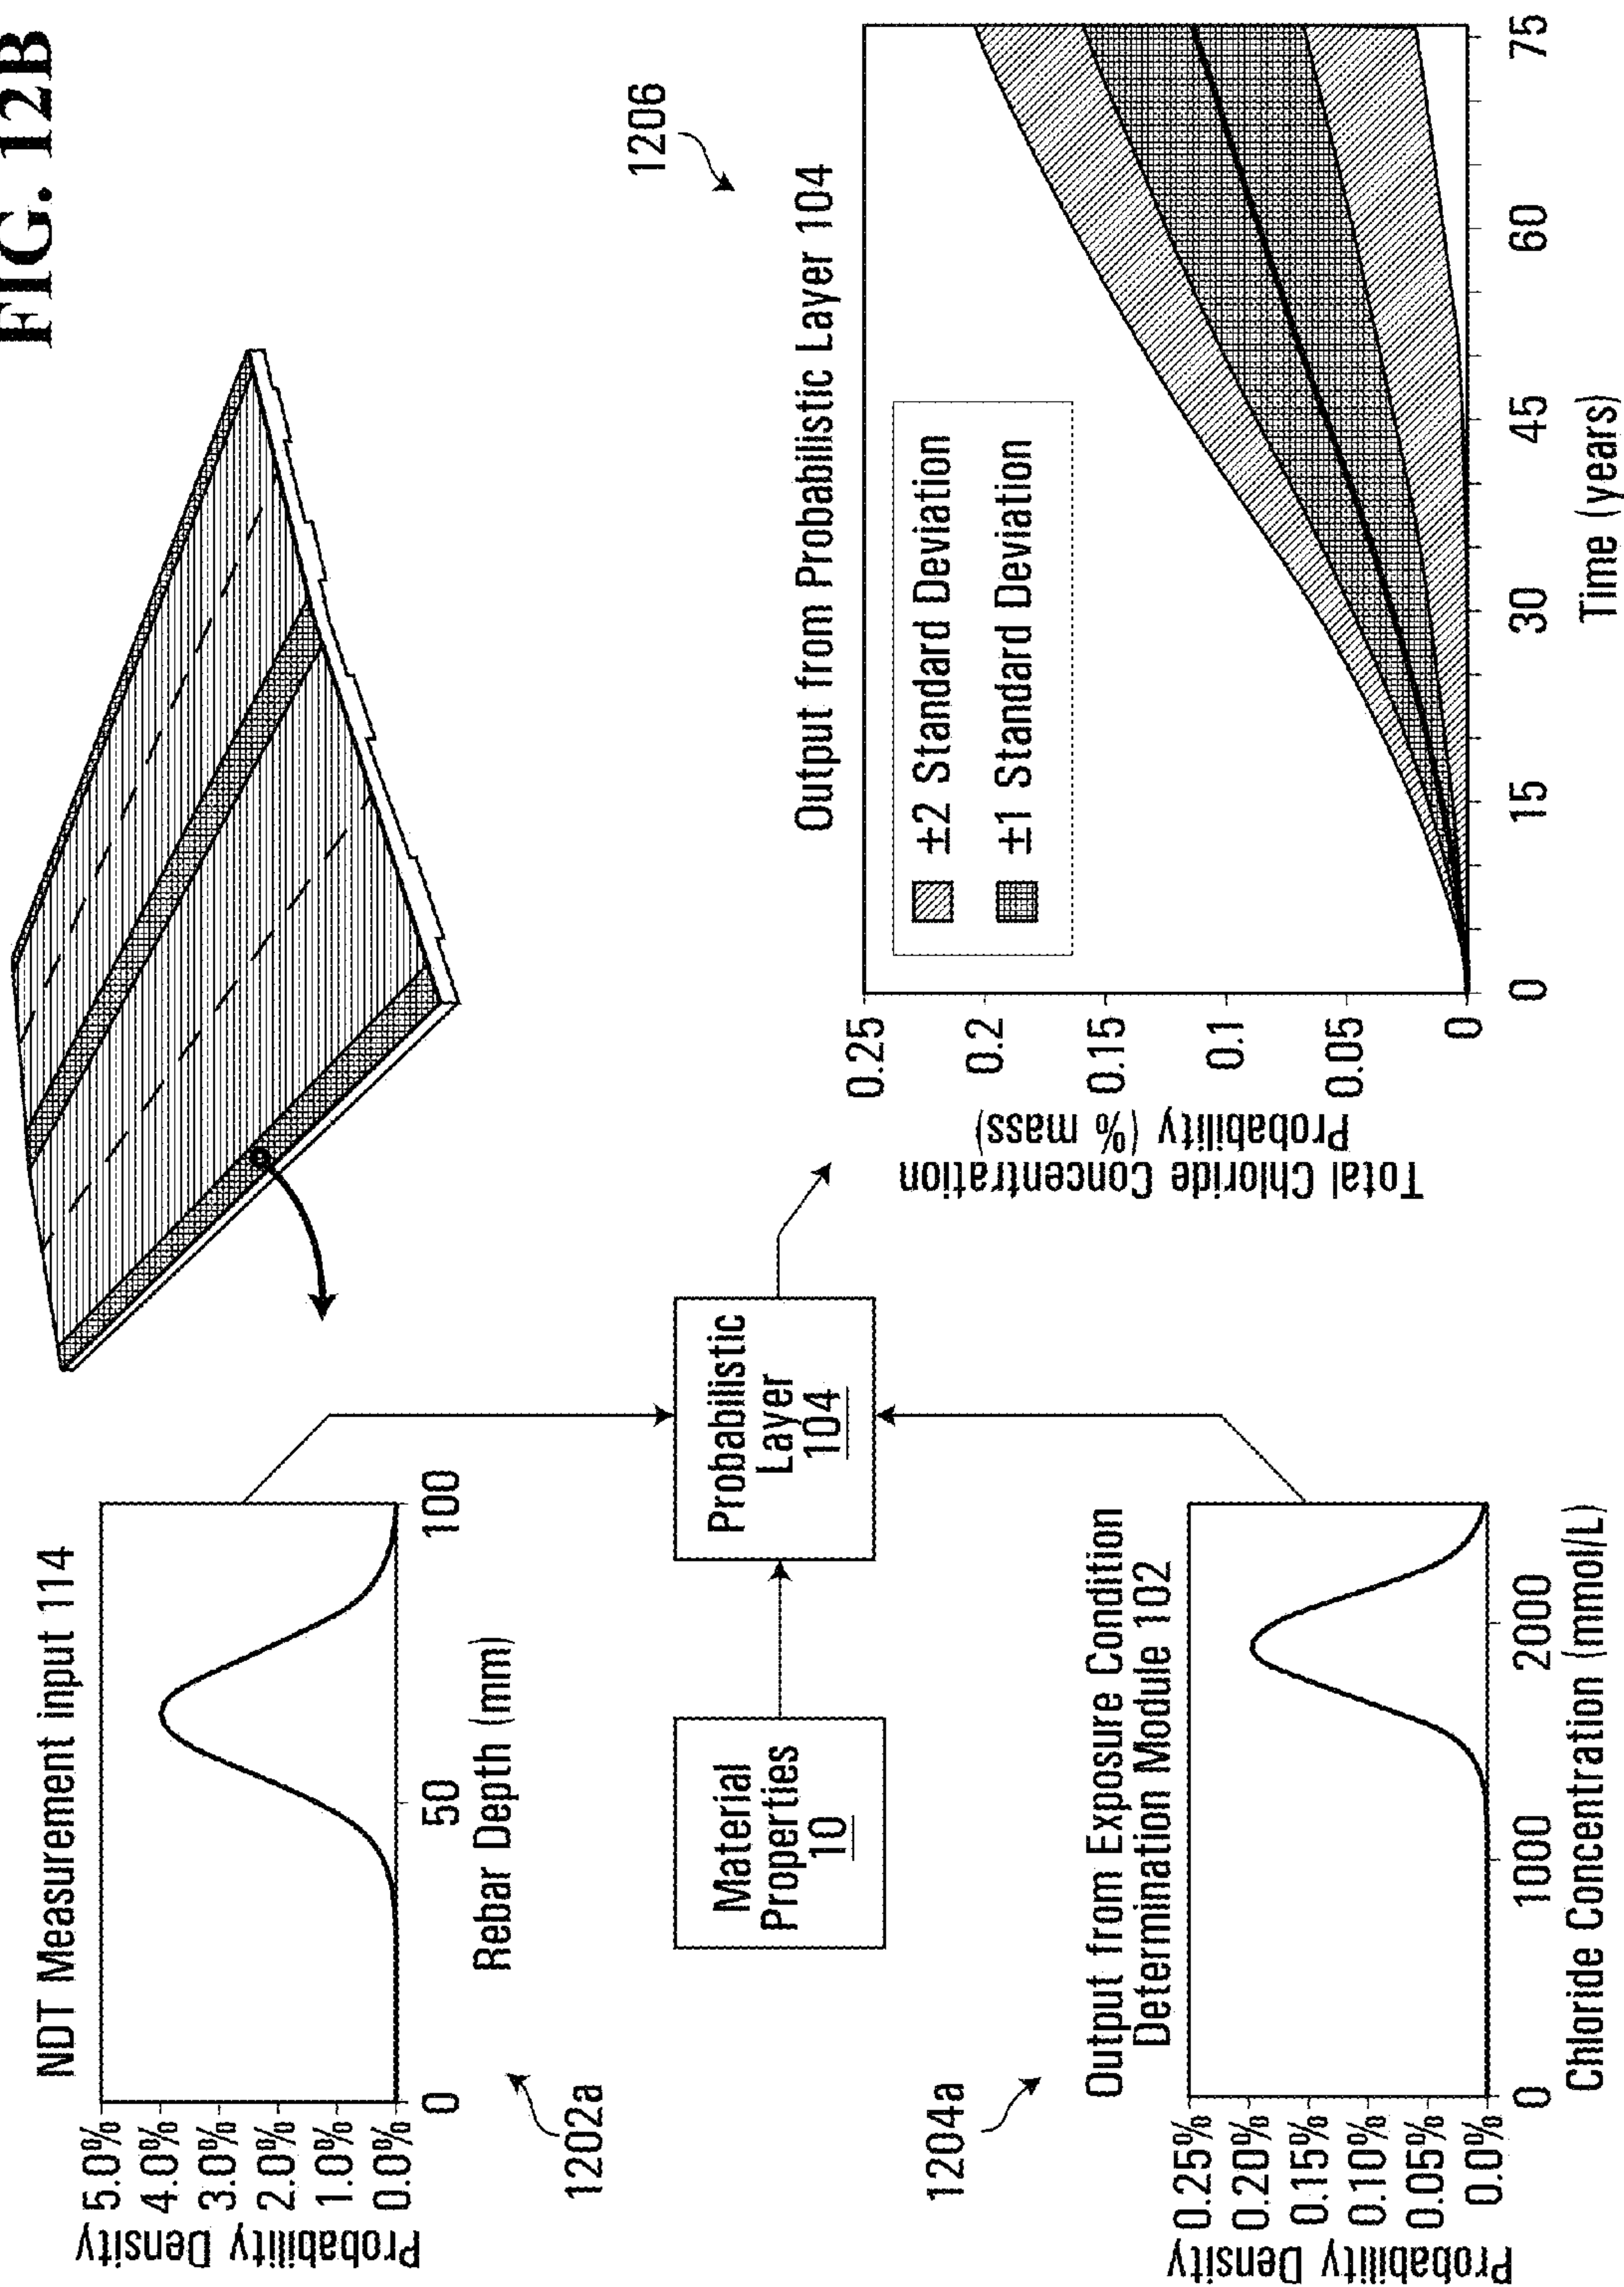 FIG. 12B
NDT Measurement input 114
Probability Density
5.0%
4.0%
3.0%
2.0%
1.0%
0.0%
0
50
100
Rebar Depth (mm)
1202a
Material
Properties
10
Probabilistic
Layer
104
1204a
Output from Exposure Condition
Determination Module 102
Probability Density
0.25%
0.20%
0.15%
0.10%
0.05%
0.0%
0
1000
2000
Chloride Concentration (mmol/L)
1206
Output from Probabilistic Layer 104
±2 Standard Deviation
±1 Standard Deviation
Total Chloride Concentration
Probability (% mass)
0.25
0.2
0.15
0.1
0.05
0
0
15
30
45
60
75
Time (years)